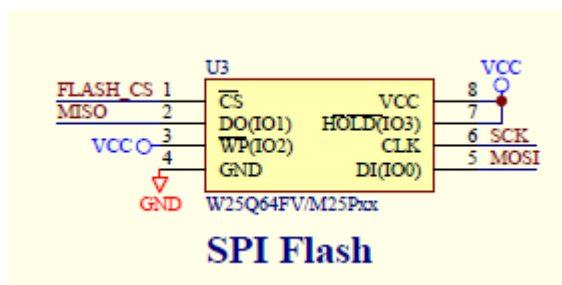 U3
VCC
FLASH_CS 1 CS VCC 8
MISO 2 DO(IO1) HOLD(IO3) 7
VCC 3 WP(IO2) CLK 6 SCK
4 GND DI(IO0) 5 MOSI
GND
W25Q64FV/M25Pxx
SPI Flash